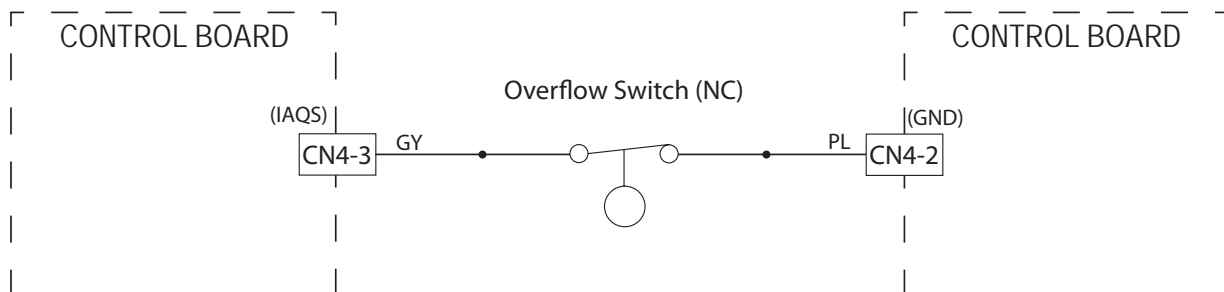 CONTROL BOARD
CONTROL BOARD
Overflow Switch (NC)
(IAQS)
(GND)
CN4-3
GY
PL
CN4-2